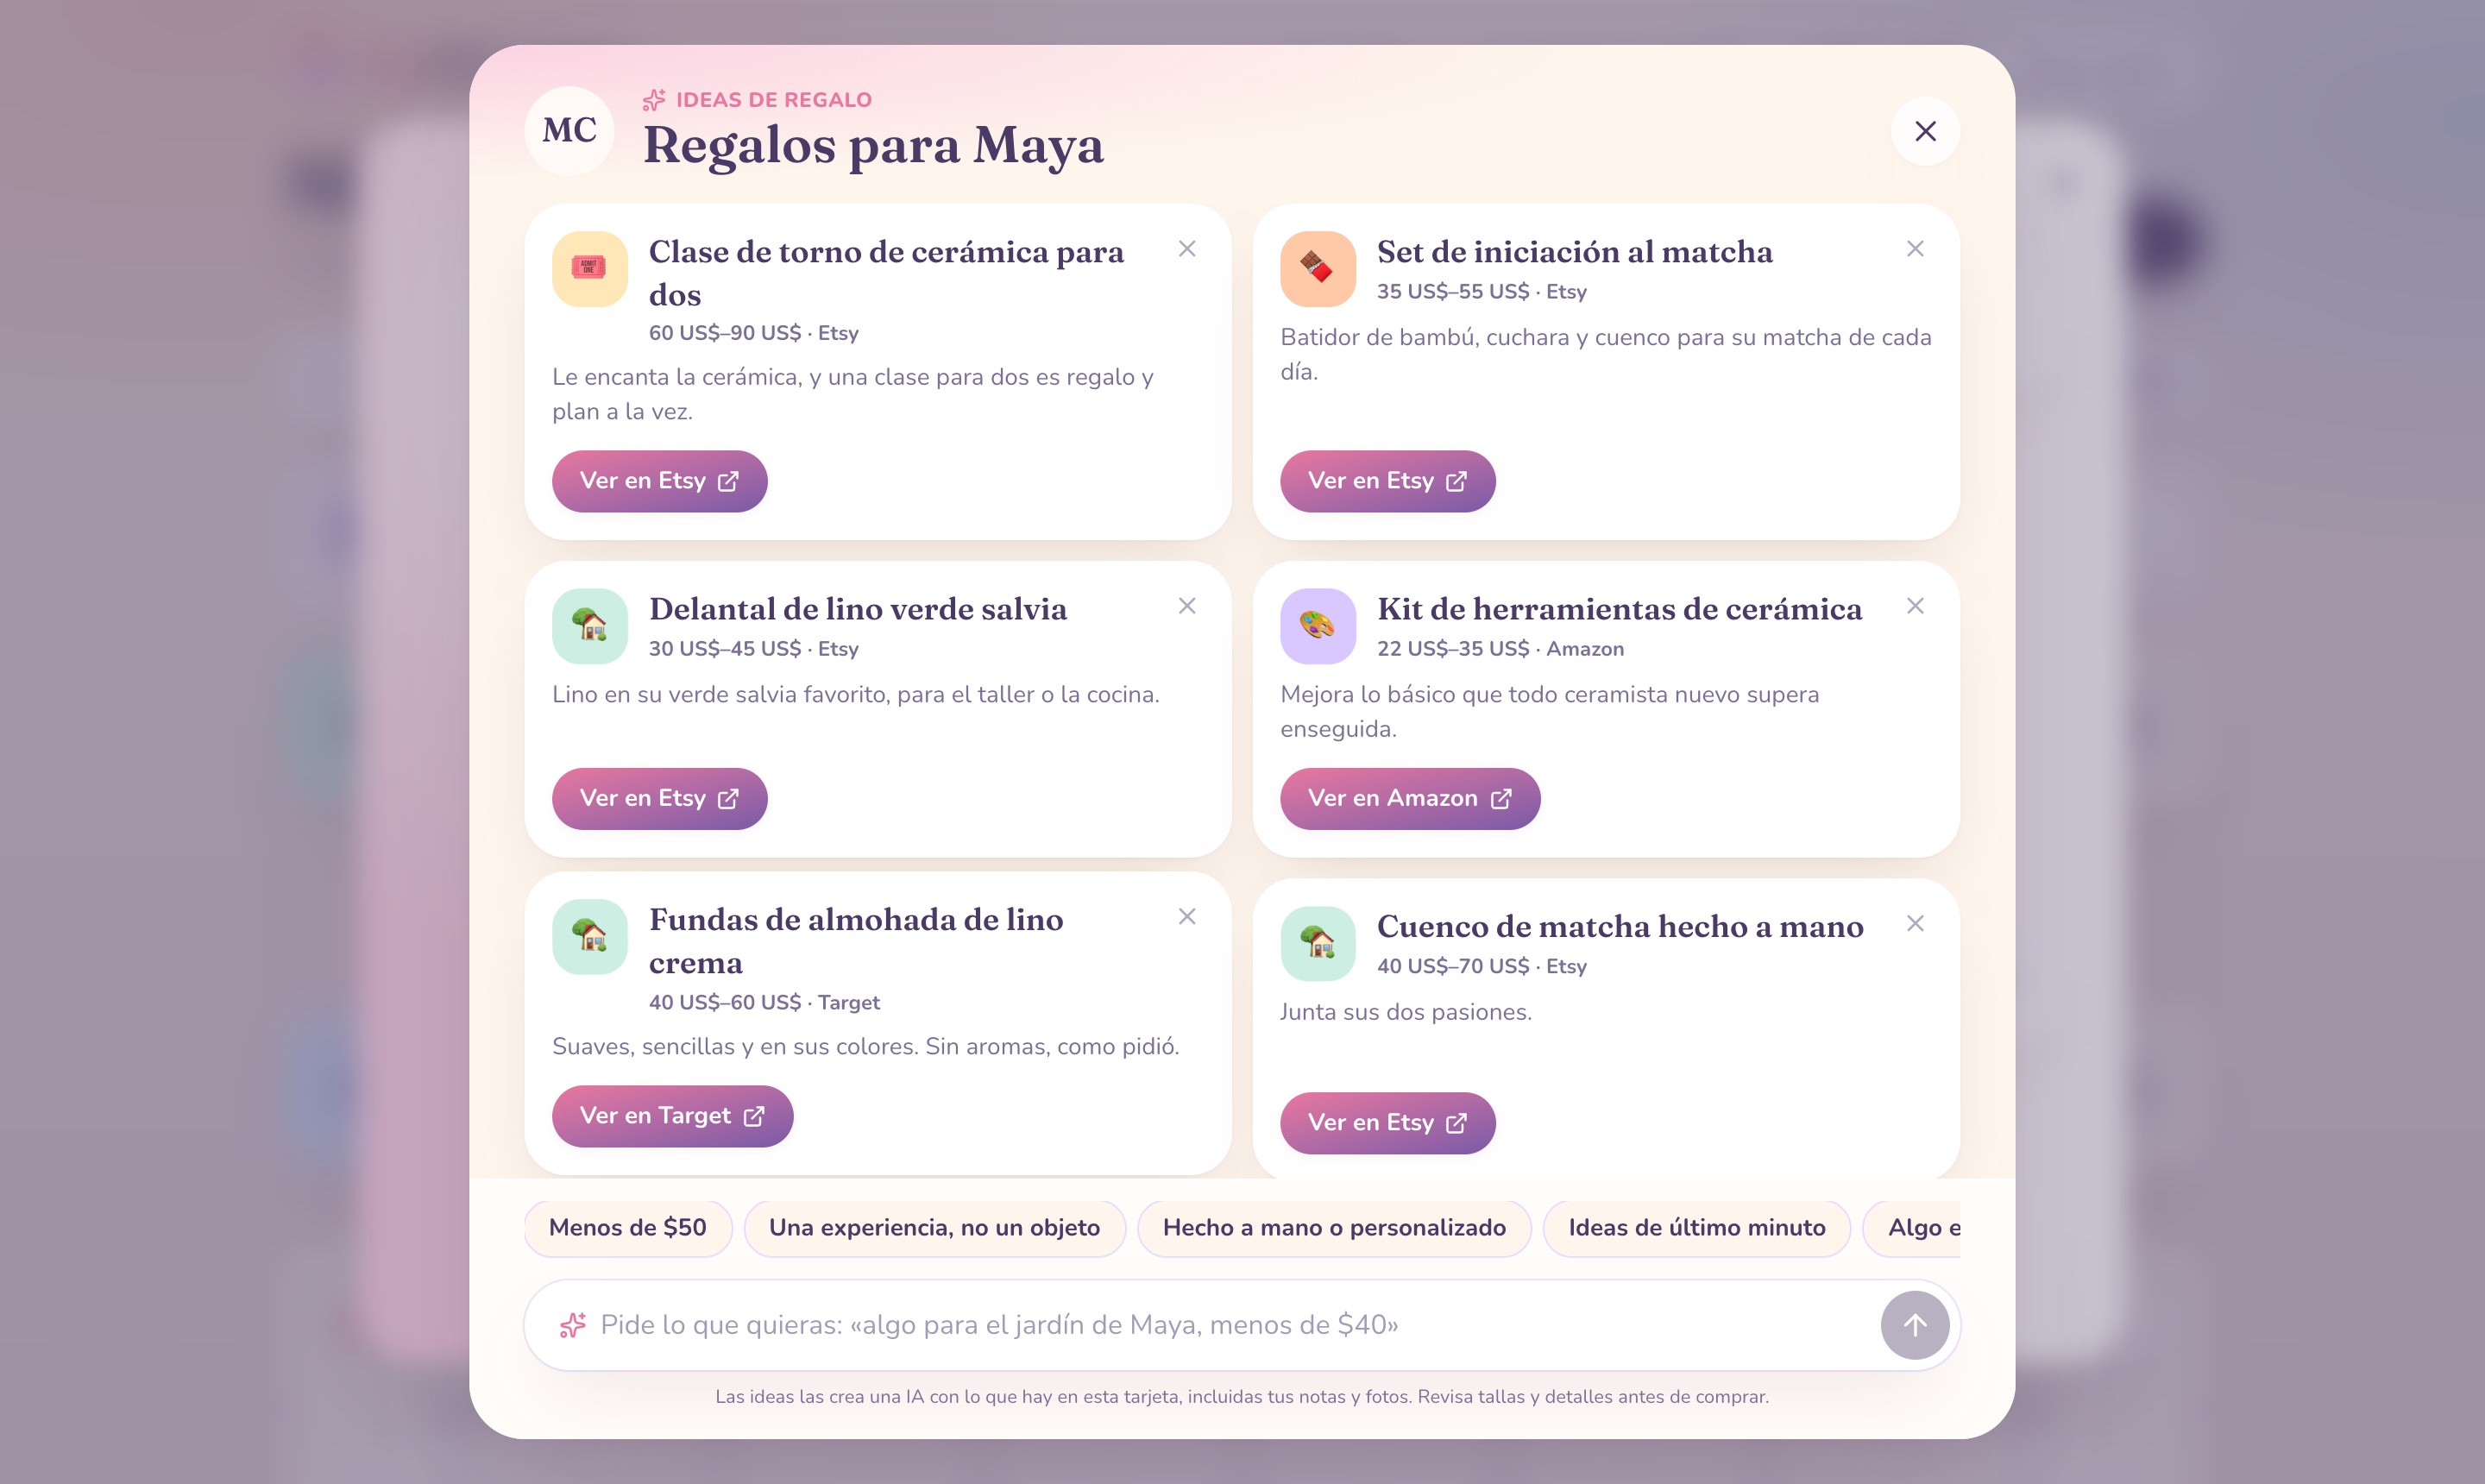 MC
IDEAS DE REGALO
Regalos para Maya
Clase de torno de cerámica para
dos
60 US$–90 US$ · Etsy
Le encanta la cerámica, y una clase para dos es regalo y
plan a la vez.
Ver en Etsy
Set de iniciación al matcha
35 US$–55 US$ · Etsy
Batidor de bambú, cuchara y cuenco para su matcha de cada
día.
Ver en Etsy
Delantal de lino verde salvia
30 US$–45 US$ · Etsy
Lino en su verde salvia favorito, para el taller o la cocina.
Ver en Etsy
Kit de herramientas de cerámica
22 US$–35 US$ · Amazon
Mejora lo básico que todo ceramista nuevo supera
enseguida.
Ver en Amazon
Fundas de almohada de lino
crema
40 US$–60 US$ · Target
Suaves, sencillas y en sus colores. Sin aromas, como pidió.
Ver en Target
Cuenco de matcha hecho a mano
40 US$–70 US$ · Etsy
Junta sus dos pasiones.
Ver en Etsy
Menos de $50
Una experiencia, no un objeto
Hecho a mano o personalizado
Ideas de último minuto
Algo e
Pide lo que quieras: «algo para el jardín de Maya, menos de $40»
Las ideas las crea una IA con lo que hay en esta tarjeta, incluidas tus notas y fotos. Revisa tallas y detalles antes de comprar.